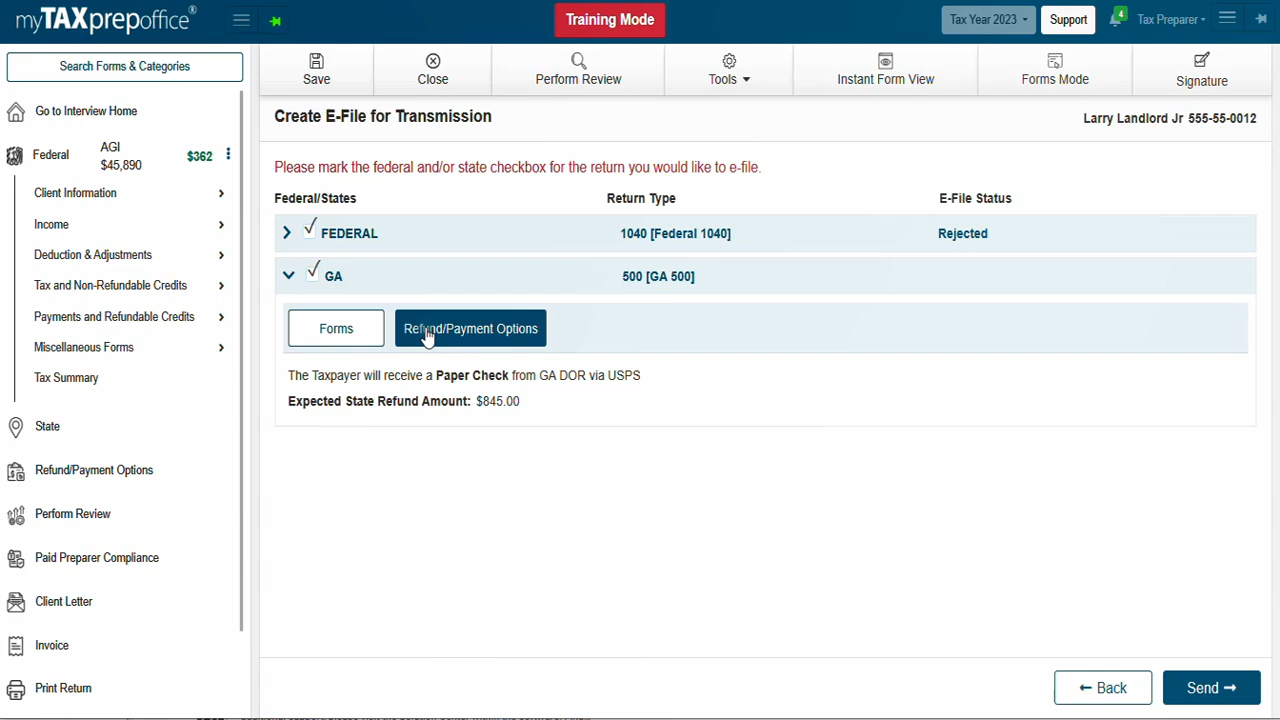 myTAXprepoffice®
Training Mode
Tax Year 2023
Support
4
Tax Preparer
Search Forms & Categories
Save
Close
Perform Review
Tools
Instant Form View
Forms Mode
Signature
Go to Interview Home
Federal
AGI
$45,890
$362
Client Information
Income
Deduction & Adjustments
Tax and Non-Refundable Credits
Payments and Refundable Credits
Miscellaneous Forms
Tax Summary
State
Refund/Payment Options
Perform Review
Paid Preparer Compliance
Client Letter
Invoice
Print Return
Create E-File for Transmission
Larry Landlord Jr 555-55-0012
Please mark the federal and/or state checkbox for the return you would like to e-file.
Federal/States Return Type E-File Status
FEDERAL 1040 [Federal 1040] Rejected
GA 500 [GA 500]
Forms
Refund/Payment Options
The Taxpayer will receive a Paper Check from GA DOR via USPS
Expected State Refund Amount: $845.00
← Back
Send →